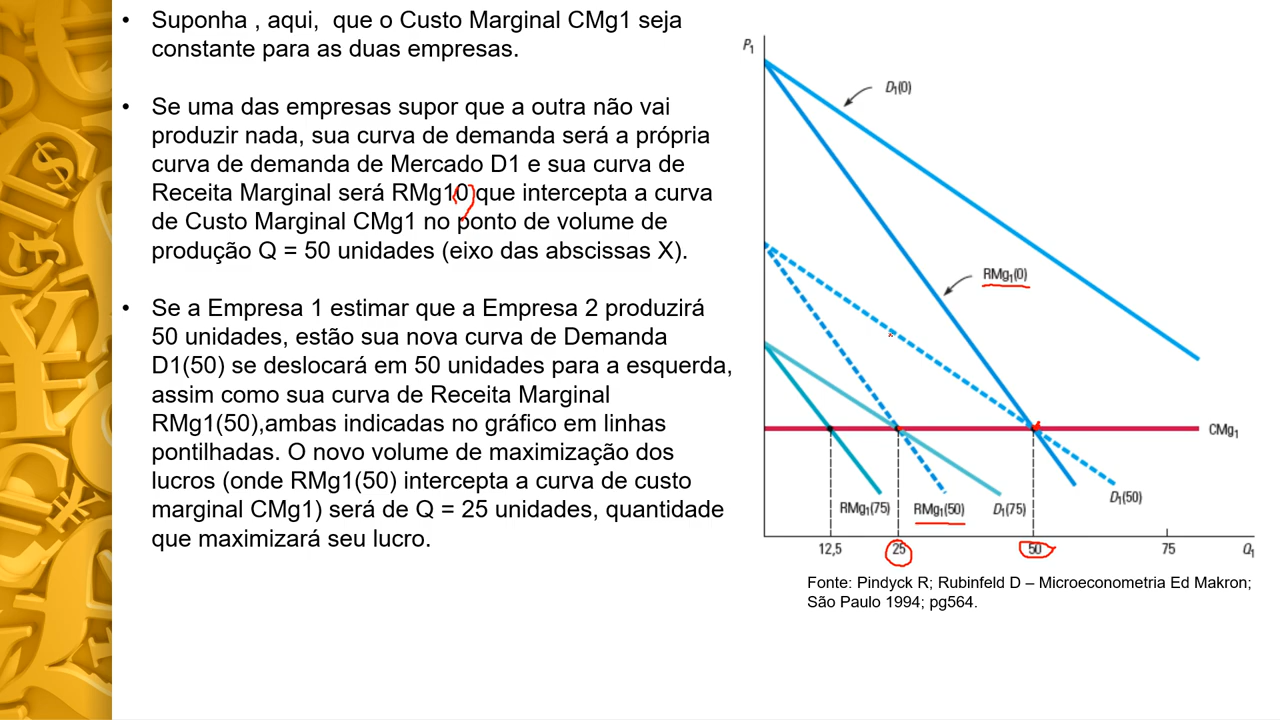 • Suponha , aqui, que o Custo Marginal CMg1 seja
constante para as duas empresas.
• Se uma das empresas supor que a outra não vai
produzir nada, sua curva de demanda será a própria
curva de demanda de Mercado D1 e sua curva de
Receita Marginal será RMg10 que intercepta a curva
de Custo Marginal CMg1 no ponto de volume de
produção Q = 50 unidades (eixo das abscissas X).
• Se a Empresa 1 estimar que a Empresa 2 produzirá
50 unidades, estão sua nova curva de Demanda
D1(50) se deslocará em 50 unidades para a esquerda,
assim como sua curva de Receita Marginal
RMg1(50),ambas indicadas no gráfico em linhas
pontilhadas. O novo volume de maximização dos
lucros (onde RMg1(50) intercepta a curva de custo
marginal CMg1) será de Q = 25 unidades, quantidade
que maximizará seu lucro.
P₁
D₁(0)
RMg₁(0)
CMg₁
D₁(50)
RMg₁(75) RMg₁(50) D₁(75)
12,5 25 50 75 Q₁
Fonte: Pindyck R; Rubinfeld D – Microeconometria Ed Makron;
São Paulo 1994; pg564.